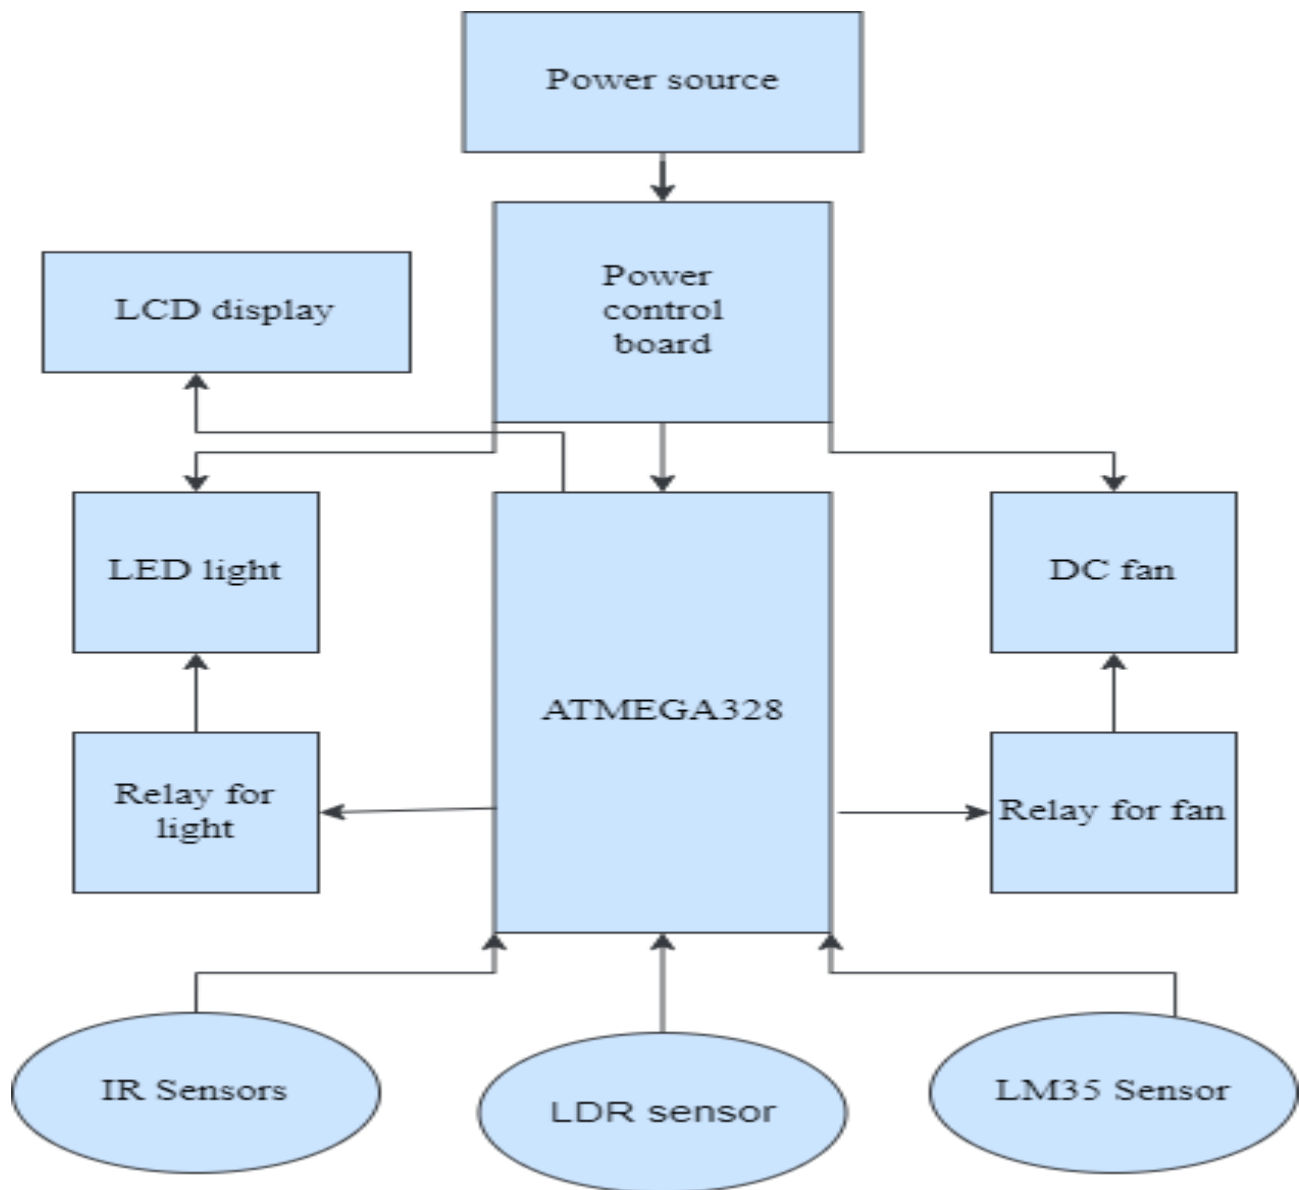 Power source
Power
control
board
LCD display
LED light
DC fan
ATMEGA328
Relay for
light
Relay for fan
IR Sensors
LDR sensor
LM35 Sensor